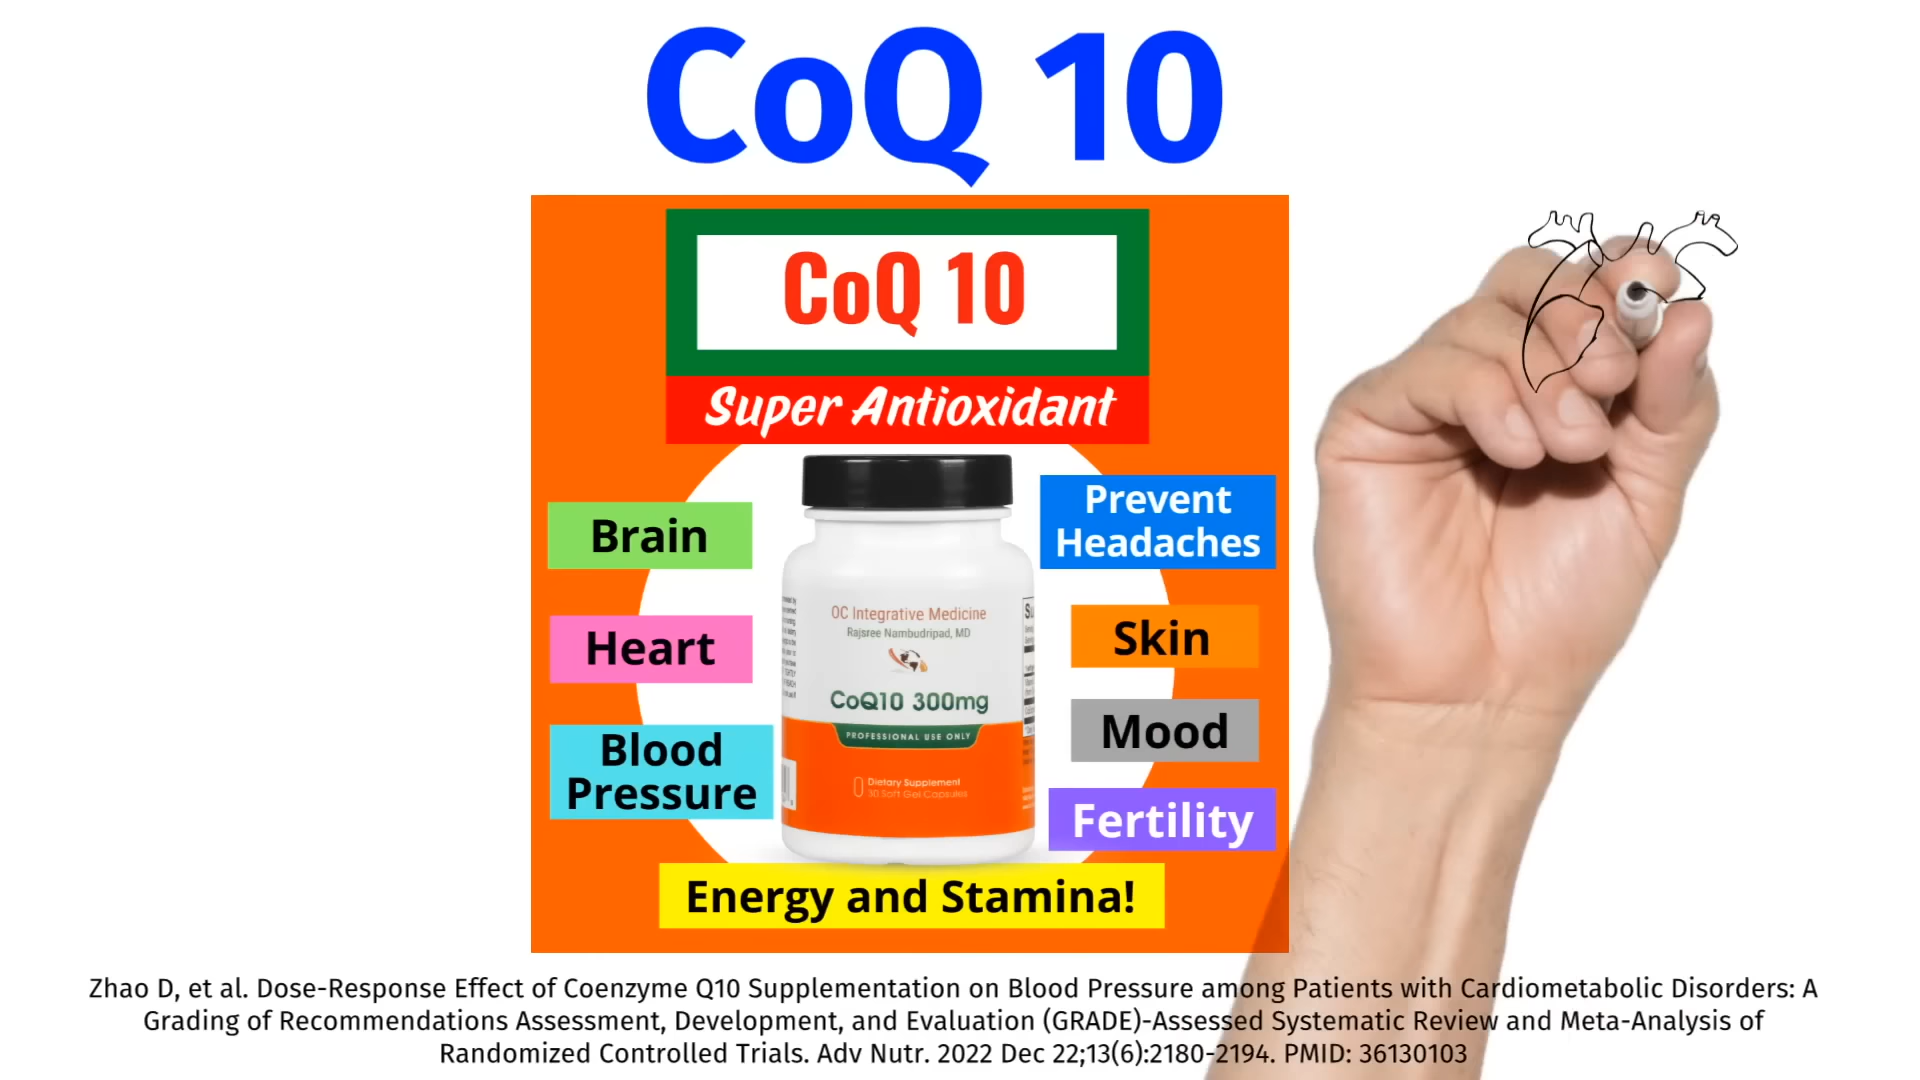 CoQ 10
CoQ 10
Super Antioxidant
Brain
Heart
Blood
Pressure
Prevent
Headaches
Skin
Mood
Fertility
OC Integrative Medicine
Rajsree Nambudripad, MD
CoQ10 300mg
PROFESSIONAL USE ONLY
Dietary Supplement
30 Soft Gel Capsules
Energy and Stamina!
Zhao D, et al. Dose-Response Effect of Coenzyme Q10 Supplementation on Blood Pressure among Patients with Cardiometabolic Disorders: A
Grading of Recommendations Assessment, Development, and Evaluation (GRADE)-Assessed Systematic Review and Meta-Analysis of
Randomized Controlled Trials. Adv Nutr. 2022 Dec 22;13(6):2180-2194. PMID: 36130103